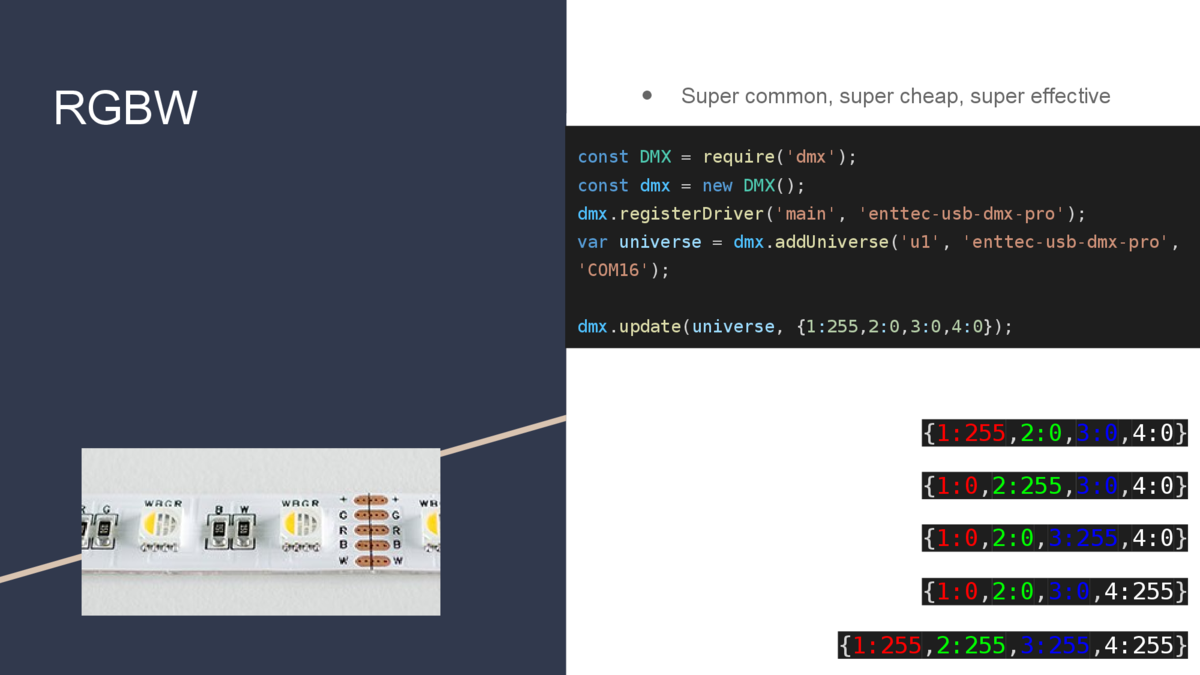 RGBW
● Super common, super cheap, super effective
const DMX = require('dmx');
const dmx = new DMX();
dmx.registerDriver('main', 'enttec-usb-dmx-pro');
var universe = dmx.addUniverse('u1', 'enttec-usb-dmx-pro',
'COM16');
dmx.update(universe, {1:255,2:0,3:0,4:0});
{1:255,2:0,3:0,4:0}
{1:0,2:255,3:0,4:0}
{1:0,2:0,3:255,4:0}
{1:0,2:0,3:0,4:255}
{1:255,2:255,3:255,4:255}
R G WBGR B W WBGR + + WB
G G
R R
B B
W W